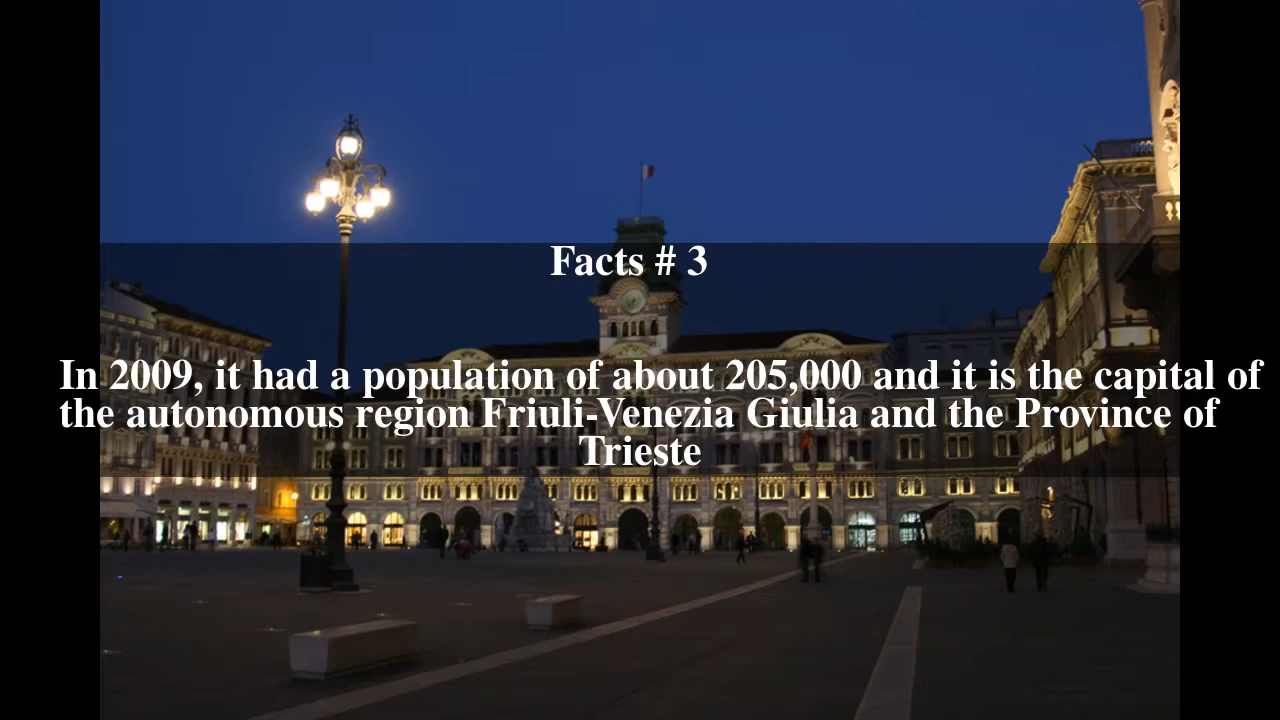 Facts # 3
In 2009, it had a population of about 205,000 and it is the capital of
the autonomous region Friuli-Venezia Giulia and the Province of
Trieste